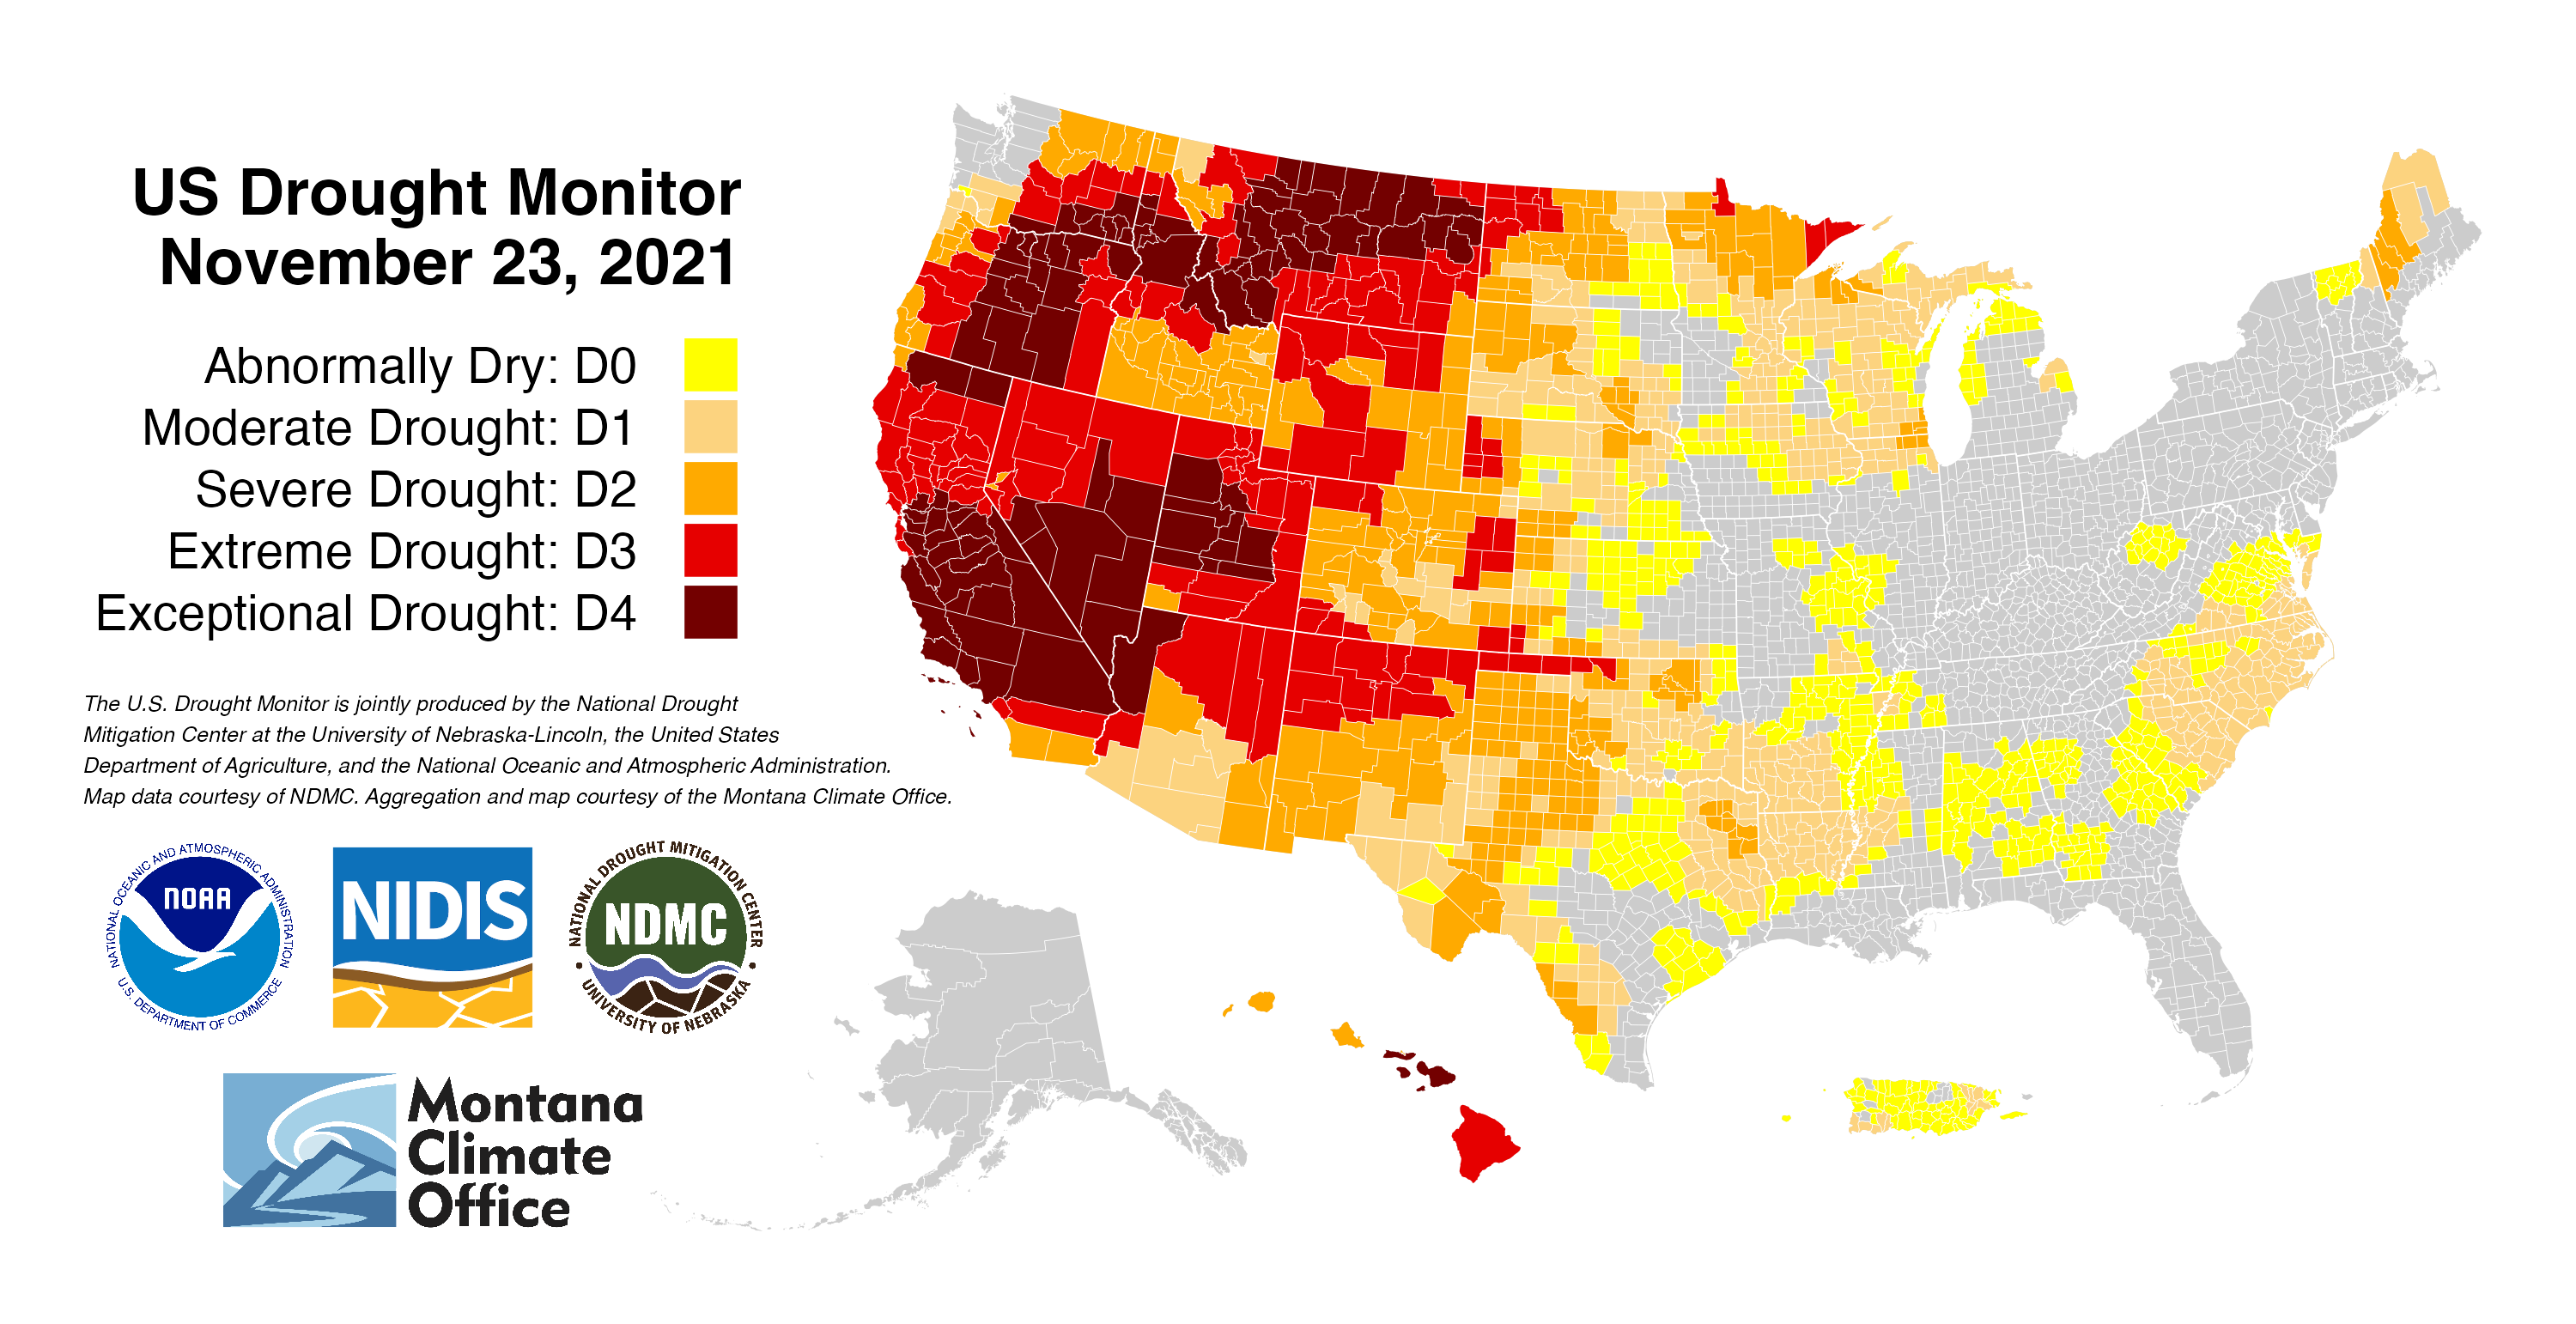 US Drought Monitor
November 23, 2021
Abnormally Dry: D0
Moderate Drought: D1
Severe Drought: D2
Extreme Drought: D3
Exceptional Drought: D4
The U.S. Drought Monitor is jointly produced by the National Drought
Mitigation Center at the University of Nebraska-Lincoln, the United States
Department of Agriculture, and the National Oceanic and Atmospheric Administration.
Map data courtesy of NDMC. Aggregation and map courtesy of the Montana Climate Office.
NATIONAL OCEANIC AND ATMOSPHERIC ADMINISTRATION
NOAA
U.S. DEPARTMENT OF COMMERCE
NIDIS
NATIONAL DROUGHT MITIGATION CENTER
NDMC
UNIVERSITY OF NEBRASKA
Montana
Climate
Office